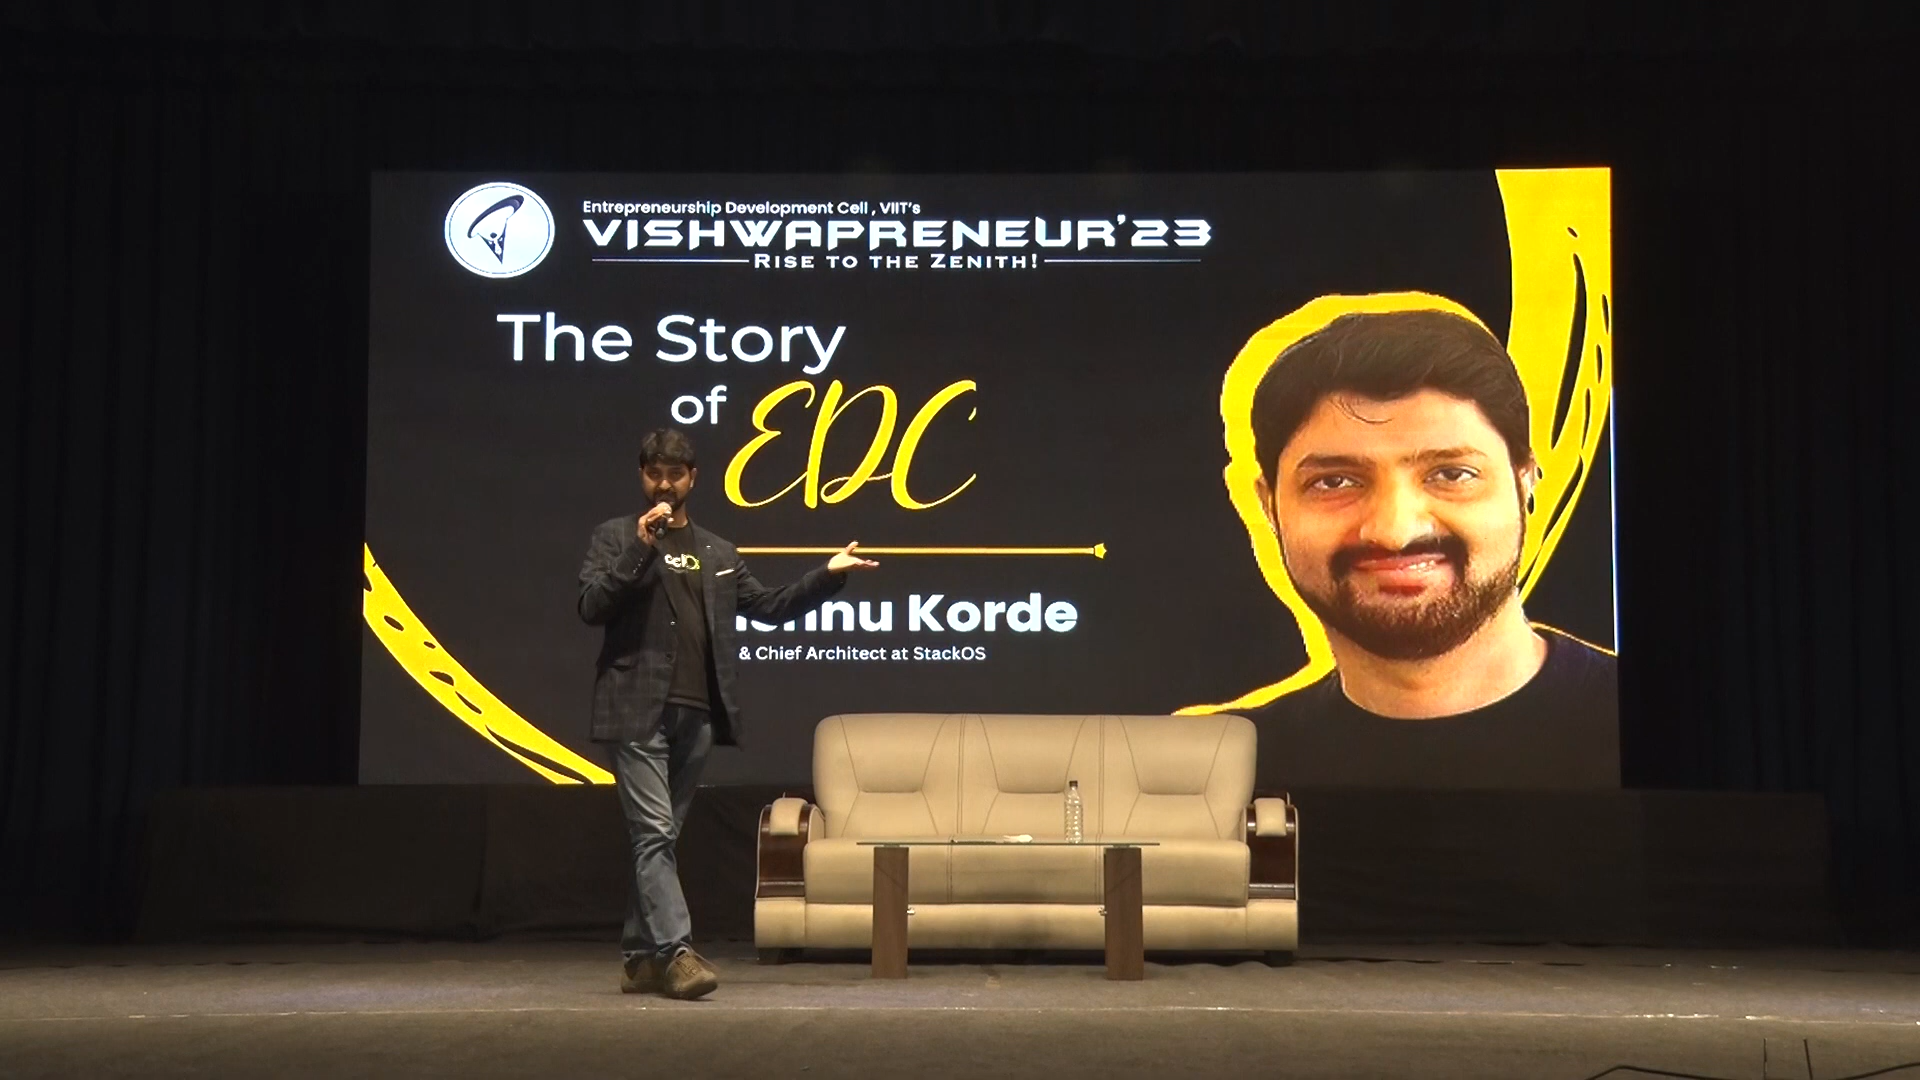 Entrepreneurship Development Cell , VIIT's
VISHWAPRENEUR'23
RISE TO THE ZENITH!
The Story
of EDC
Korde
& Chief Architect at StackOS